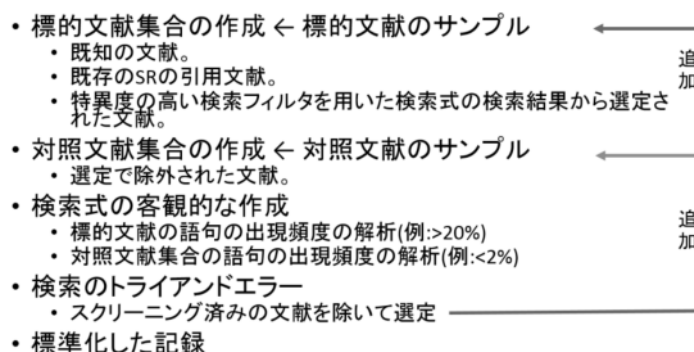 • 標的文献集合の作成 ← 標的文献のサンプル
• 既知の文献。
• 既存のSRの引用文献。
• 特異度の高い検索フィルタを用いた検索式の検索結果から選定さ
れた文献。
追
加
• 対照文献集合の作成 ← 対照文献のサンプル
• 選定で除外された文献。
• 検索式の客観的な作成
• 標的文献の語句の出現頻度の解析(例:>20%)
• 対照文献集合の語句の出現頻度の解析(例:<2%)
追
加
• 検索のトライアンドエラー
• スクリーニング済みの文献を除いて選定
• 標準化した記録